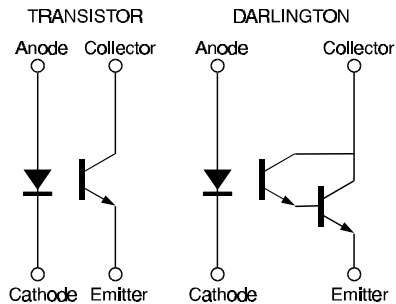 TRANSISTOR DARLINGTON
Anode Collector Anode Collector
Cathode Emitter Cathode Emitter